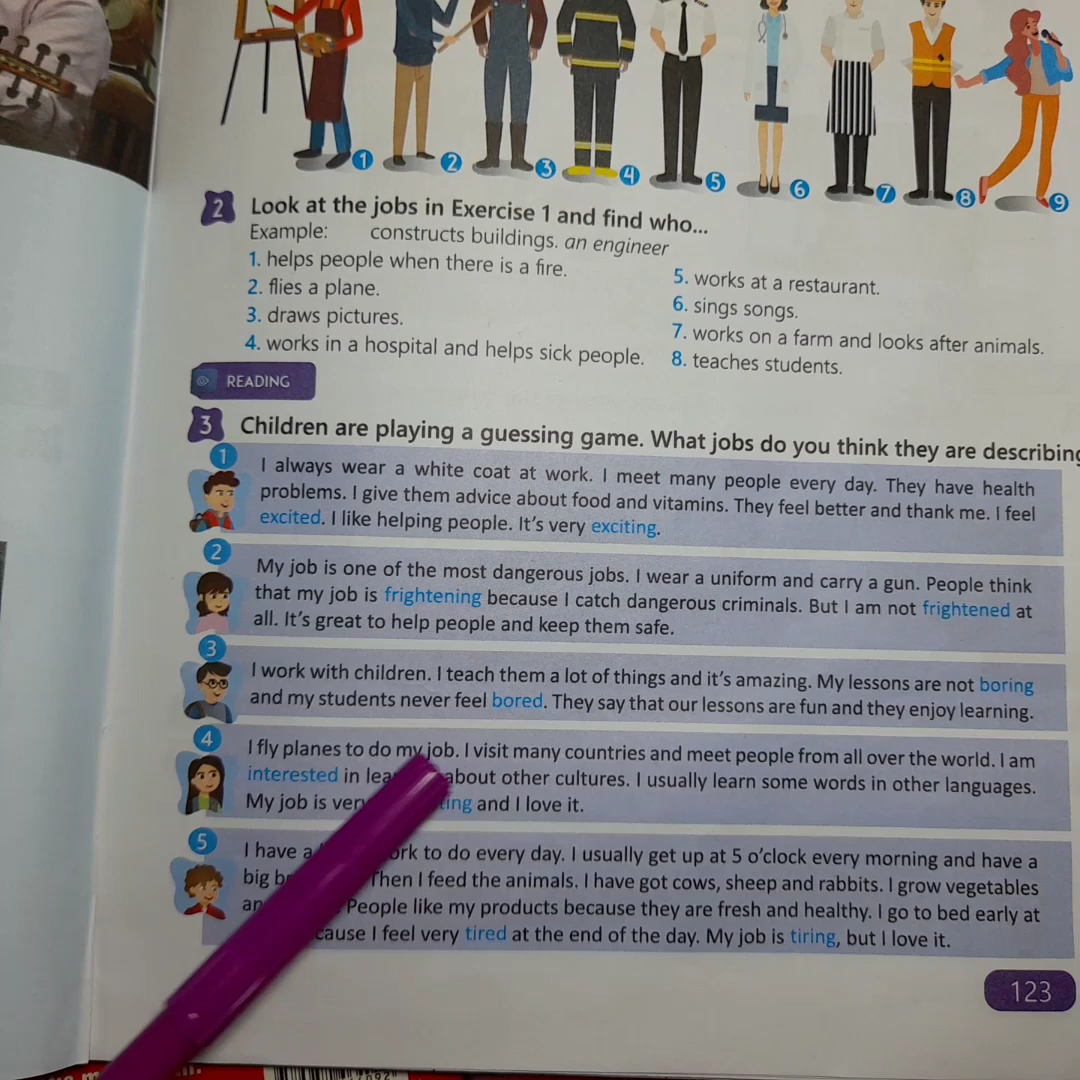 1 2 3 4 5 6 7 8 9
2 Look at the jobs in Exercise 1 and find who...
Example: constructs buildings. an engineer
1. helps people when there is a fire.
2. flies a plane.
3. draws pictures.
4. works in a hospital and helps sick people.
5. works at a restaurant.
6. sings songs.
7. works on a farm and looks after animals.
8. teaches students.
READING
3 Children are playing a guessing game. What jobs do you think they are describing
1
I always wear a white coat at work. I meet many people every day. They have health
problems. I give them advice about food and vitamins. They feel better and thank me. I feel
excited. I like helping people. It's very exciting.
2
My job is one of the most dangerous jobs. I wear a uniform and carry a gun. People think
that my job is frightening because I catch dangerous criminals. But I am not frightened at
all. It's great to help people and keep them safe.
3
I work with children. I teach them a lot of things and it's amazing. My lessons are not boring
and my students never feel bored. They say that our lessons are fun and they enjoy learning.
4
I fly planes to do my job. I visit many countries and meet people from all over the world. I am
interested in about other cultures. I usually learn some words in other languages.
My job is and I love it.
5
I have to do every day. I usually get up at 5 o'clock every morning and have a
big Then I feed the animals. I have got cows, sheep and rabbits. I grow vegetables
People like my products because they are fresh and healthy. I go to bed early at
I feel very tired at the end of the day. My job is tiring, but I love it.
123